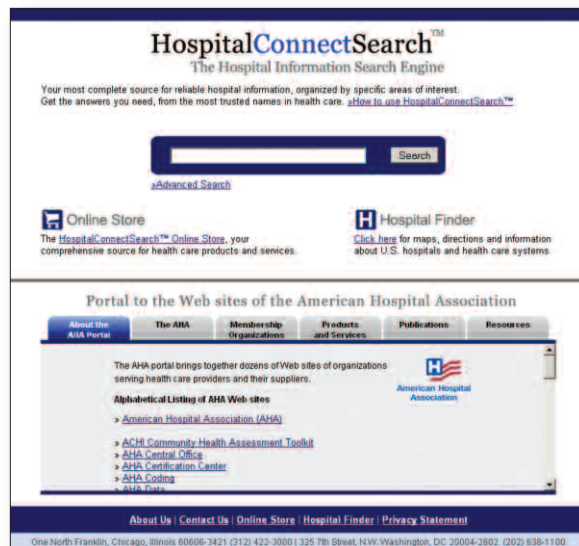 HospitalConnectSearch™
The Hospital Information Search Engine
Your most complete source for reliable hospital information, organized by specific areas of interest.
Get the answers you need, from the most trusted names in health care. »How to use HospitalConnectSearch™
Search
»Advanced Search
Online Store
The HospitalConnectSearch™ Online Store, your
comprehensive source for health care products and services.
H Hospital Finder
Click here for maps, directions and information
about U.S. hospitals and health care systems.
Portal to the Web sites of the American Hospital Association
About the AHA Portal
The AHA
Membership Organizations
Products and Services
Publications
Resources
The AHA portal brings together dozens of Web sites of organizations
serving health care providers and their suppliers.
H
American Hospital
Association
Alphabetical Listing of AHA Web sites
» American Hospital Association (AHA)
» ACHI Community Health Assessment Toolkit
» AHA Central Office
» AHA Certification Center
» AHA Coding
» AHA Data
About Us | Contact Us | Online Store | Hospital Finder | Privacy Statement
One North Franklin, Chicago, Illinois 60606-3421 (312) 422-3000 | 325 7th Street, N.W. Washington, DC 20004-2802, (202) 638-1100